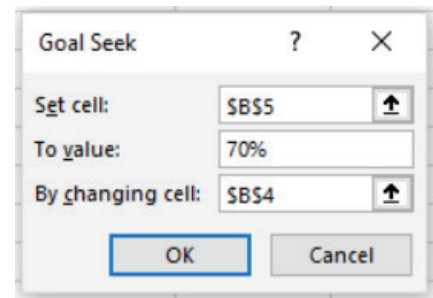 Goal Seek ? ×
Set cell: $B$5
To value: 70%
By changing cell: $B$4
OK Cancel